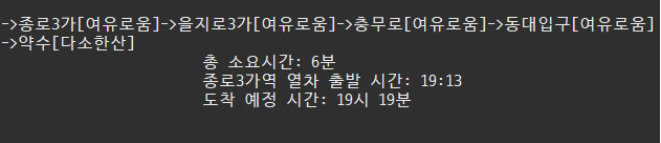 ->종로3가[여유로움]->을지로3가[여유로움]->충무로[여유로움]->동대입구[여유로움]
->약수[다소한산]
총 소요시간: 6분
종로3가역 열차 출발 시간: 19:13
도착 예정 시간: 19시 19분